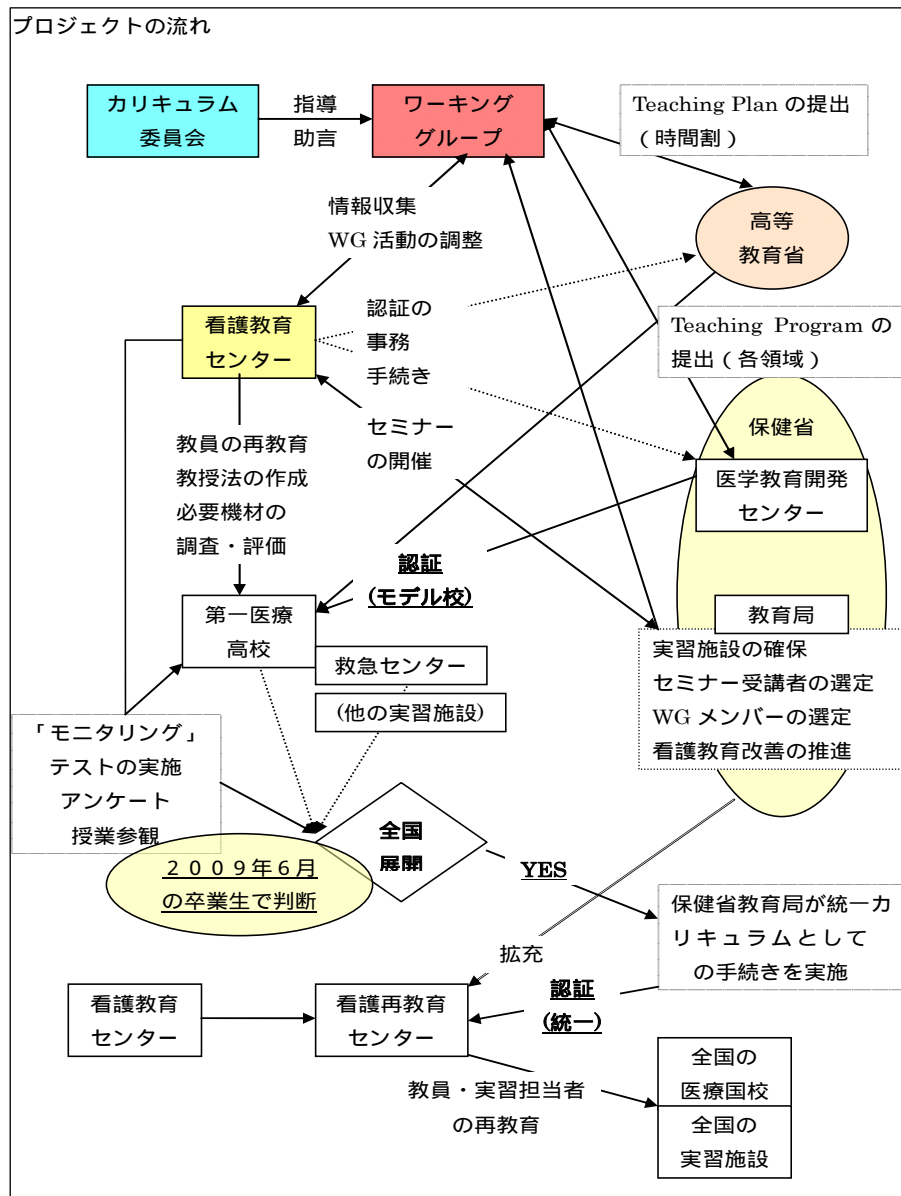 プロジェクトの流れ
カリキュラム
委員会
指導
助言
ワーキング
グループ
Teaching Plan の提出
(時間割)
高等
教育省
情報収集
WG 活動の調整
認証の
事務
手続き
看護教育
センター
Teaching Program の
提出(各領域)
保健省
医学教育開発
センター
セミナー
の開催
教員の再教育
教授法の作成
必要機材の
調査・評価
認証
(モデル校)
第一医療
高校
救急センター
(他の実習施設)
教育局
実習施設の確保
セミナー受講者の選定
WG メンバーの選定
看護教育改善の推進
「モニタリング」
テストの実施
アンケート
授業参観
全国
展開
２００９年６月
の卒業生で判断
YES
保健省教育局が統一カ
リキュラムとして
の手続きを実施
拡充
認証
(統一)
看護教育
センター
看護再教育
センター
教員・実習担当者
の再教育
全国の
医療国校
全国の
実習施設